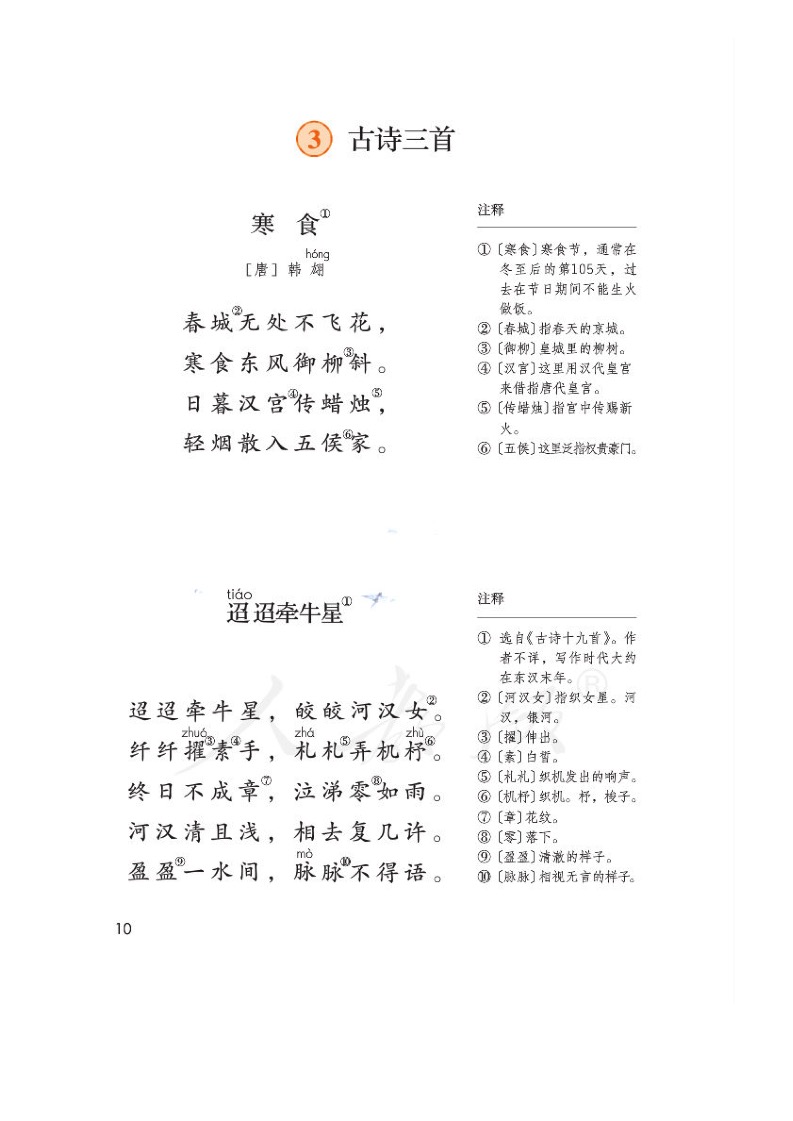 3 古诗三首
寒 食①
hóng
［唐］韩 翃
春城②无处不飞花，
寒食东风御柳③斜。
日暮汉宫④传蜡烛⑤，
轻烟散入五侯⑥家。
注释
①〔寒食〕寒食节，通常在
冬至后的第105天，过
去在节日期间不能生火
做饭。
②〔春城〕指春天的京城。
③〔御柳〕皇城里的柳树。
④〔汉宫〕这里用汉代皇宫
来借指唐代皇宫。
⑤〔传蜡烛〕指宫中传赐新
火。
⑥〔五侯〕这里泛指权贵豪门。
tiáo
迢迢牵牛星①
迢迢牵牛星，皎皎河汉女②。
zhuó zhá zhù
纤纤擢③素④手，札札⑤弄机杼⑥。
终日不成章⑦，泣涕零⑧如雨。
河汉清且浅，相去复几许。
mò
盈盈⑨一水间，脉脉⑩不得语。
注释
① 选自《古诗十九首》。作
者不详，写作时代大约
在东汉末年。
②〔河汉女〕指织女星。河
汉，银河。
③〔擢〕伸出。
④〔素〕白皙。
⑤〔札札〕织机发出的响声。
⑥〔机杼〕织机。杼，梭子。
⑦〔章〕花纹。
⑧〔零〕落下。
⑨〔盈盈〕清澈的样子。
⑩〔脉脉〕相视无言的样子。
人教社®
10